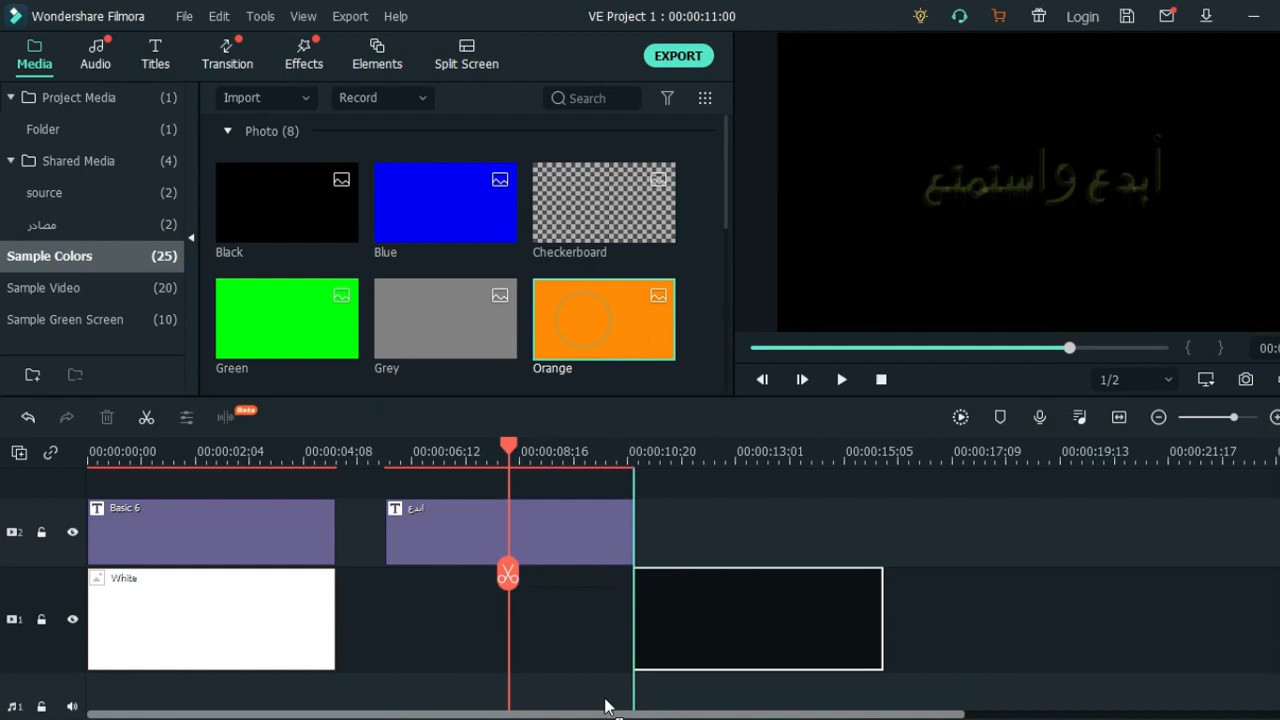 Wondershare Filmora File Edit Tools View Export Help VE Project 1 : 00:00:11:00 Login
Media Audio Titles Transition Effects Elements Split Screen EXPORT
Project Media (1)
Folder (1)
Shared Media (4)
source (2)
مصادر (2)
Sample Colors (25)
Sample Video (20)
Sample Green Screen (10)
Import Record Search
Photo (8)
Black Blue Checkerboard
Green Grey Orange
أبدع واستمتع
1/2
Beta
00:00:00:00 00:00:02:04 00:00:04:08 00:00:06:12 00:00:08:16 00:00:10:20 00:00:13:01 00:00:15:05 00:00:17:09 00:00:19:13 00:00:21:17
2 T Basic 6 T ابدع
1 White
1